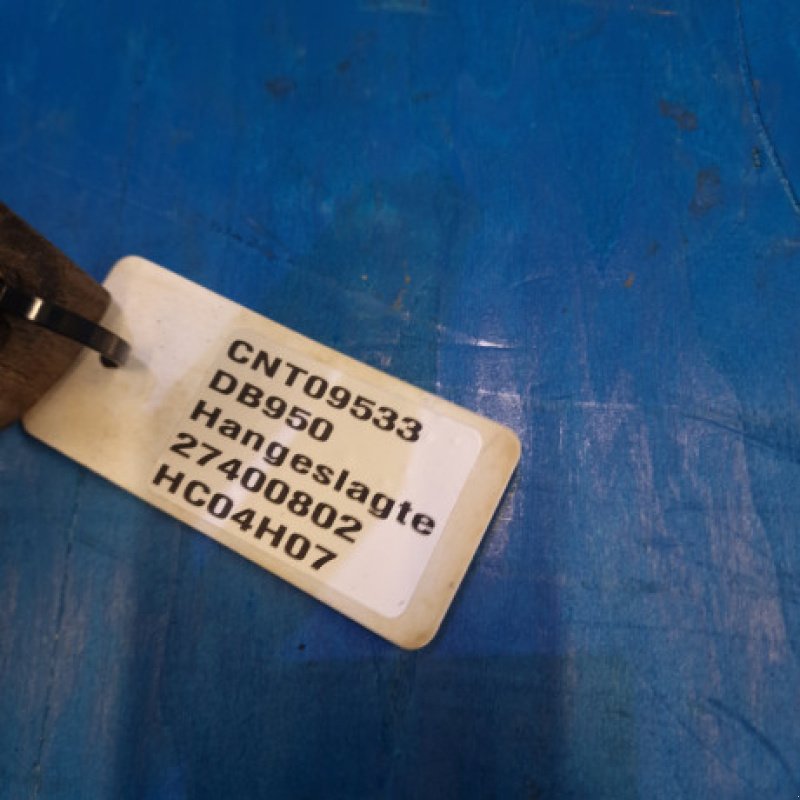 CNT09533
DB950
Hangeslagte
27400802
HC04H07